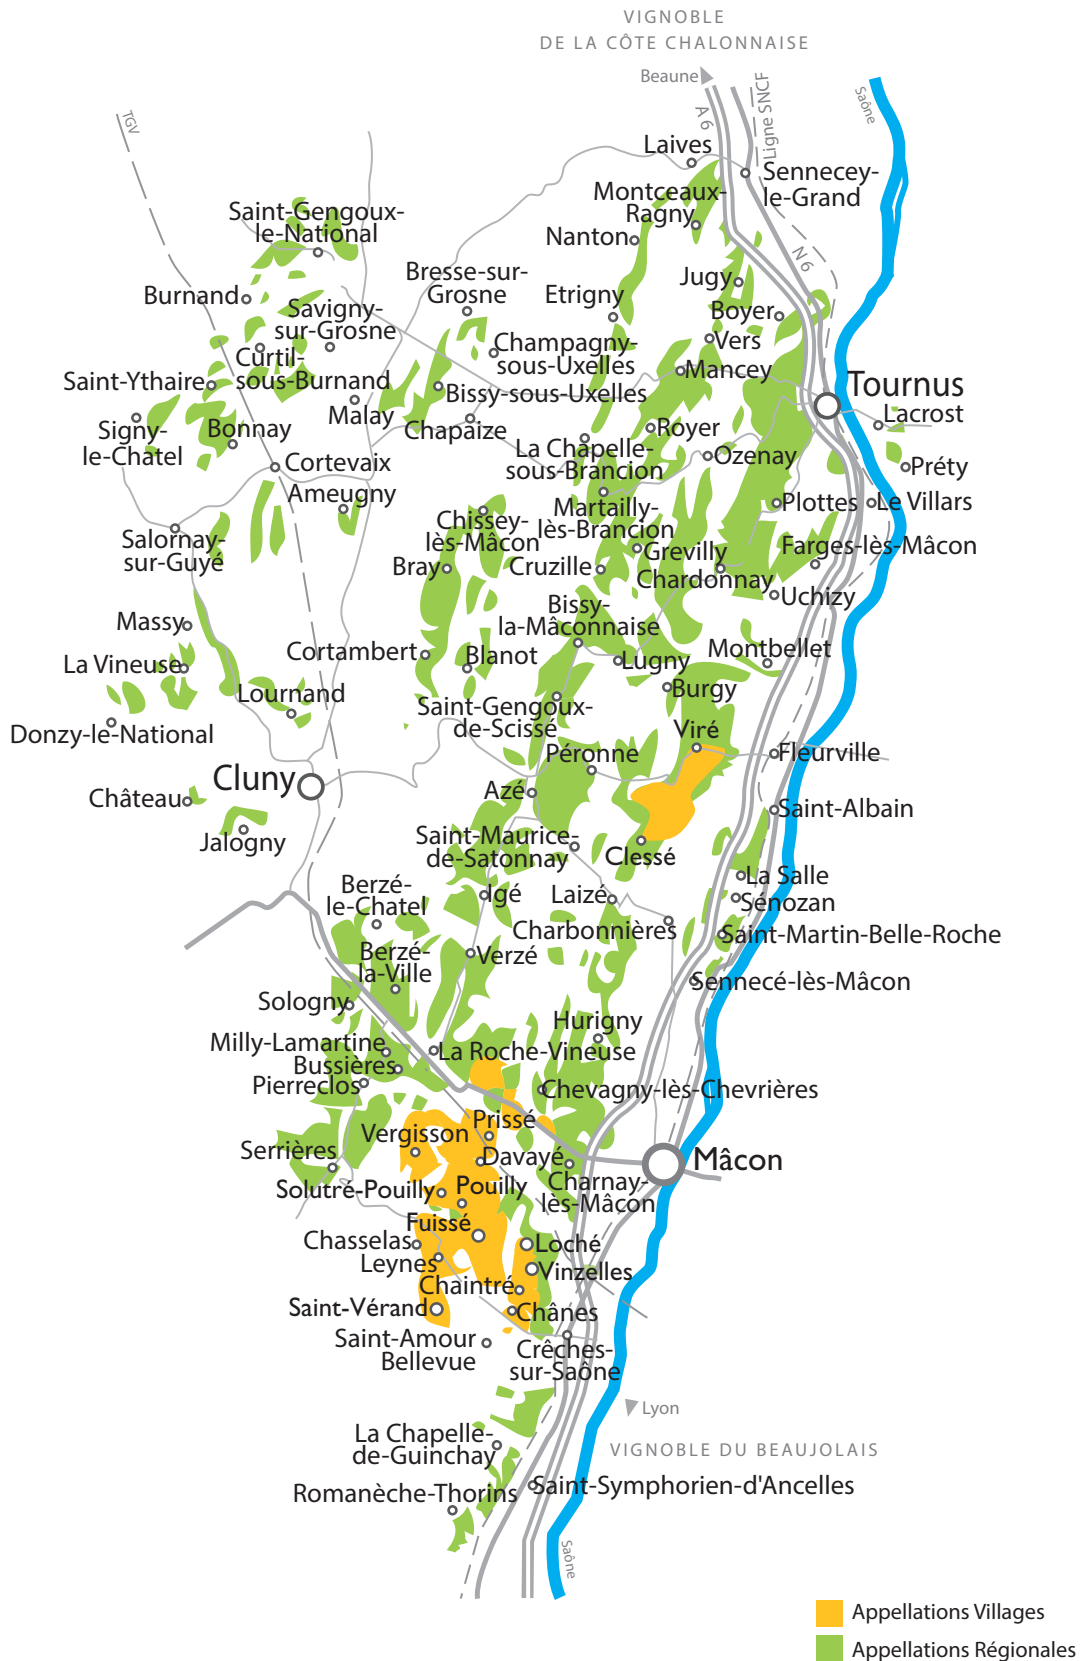 VIGNOBLE
DE LA CÔTE CHALONNAISE
Beaune
A 6
Ligne SNCF
Saône
TGV
Laives
Sennecey-
le-Grand
Montceaux-
Ragny
Saint-Gengoux-
le-National
Nanton
N 6
Bresse-sur-
Grosne
Jugy
Burnand
Etrigny
Savigny-
sur-Grosne
Boyer
Champagny-
sous-Uxelles
Vers
Curtil-
sous-Burnand
Mancey
Saint-Ythaire
Bissy-sous-Uxelles
Tournus
Malay
Lacrost
Signy-
le-Chatel
Bonnay
Chapaize
Royer
La Chapelle-
sous-Brancion
Ozenay
Cortevaix
Préty
Ameugny
Plottes
Le Villars
Martailly-
lès-Brancion
Chissey-
lès-Mâcon
Salornay-
sur-Guyé
Grevilly
Farges-lès-Mâcon
Bray
Cruzille
Chardonnay
Uchizy
Bissy-
la-Mâconnaise
Massy
Cortambert
Blanot
Lugny
Montbellet
La Vineuse
Burgy
Lournand
Saint-Gengoux-
de-Scissé
Donzy-le-National
Viré
Péronne
Fleurville
Cluny
Azé
Château
Saint-Albain
Jalogny
Saint-Maurice-
de-Satonnay
Clessé
Berzé-
le-Chatel
Igé
Laizé
La Salle
Sénozan
Charbonnières
Saint-Martin-Belle-Roche
Berzé-
la-Ville
Verzé
Sennecé-lès-Mâcon
Sologny
Hurigny
Milly-Lamartine
La Roche-Vineuse
Bussières
Pierreclos
Chevagny-lès-Chevrières
Prissé
Vergisson
Serrières
Davayé
Mâcon
Charnay-
lès-Mâcon
Solutré-Pouilly
Pouilly
Fuissé
Chasselas
Loché
Leynes
Vinzelles
Chaintré
Saint-Vérand
Chânes
Saint-Amour
Bellevue
Crêches-
sur-Saône
Lyon
La Chapelle-
de-Guinchay
VIGNOBLE DU BEAUJOLAIS
Romanèche-Thorins
Saint-Symphorien-d'Ancelles
Saône
Appellations Villages
Appellations Régionales